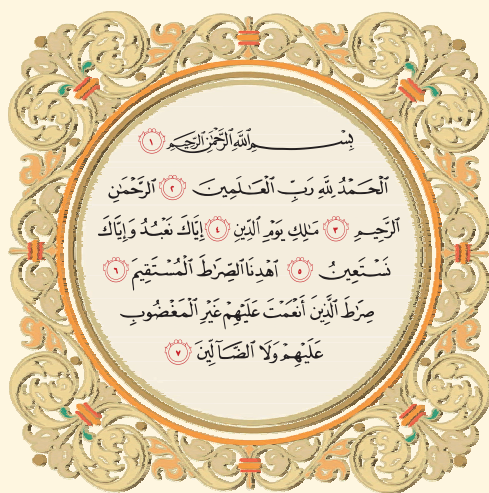 بِسْمِ ٱللَّهِ ٱلرَّحْمَٰنِ ٱلرَّحِيمِ ١
ٱلْحَمْدُ لِلَّهِ رَبِّ ٱلْعَٰلَمِينَ ٢ ٱلرَّحْمَٰنِ
ٱلرَّحِيمِ ٣ مَٰلِكِ يَوْمِ ٱلدِّينِ ٤ إِيَّاكَ نَعْبُدُ وَإِيَّاكَ
نَسْتَعِينُ ٥ ٱهْدِنَا ٱلصِّرَٰطَ ٱلْمُسْتَقِيمَ ٦
صِرَٰطَ ٱلَّذِينَ أَنْعَمْتَ عَلَيْهِمْ غَيْرِ ٱلْمَغْضُوبِ
عَلَيْهِمْ وَلَا ٱلضَّآلِّينَ ٧